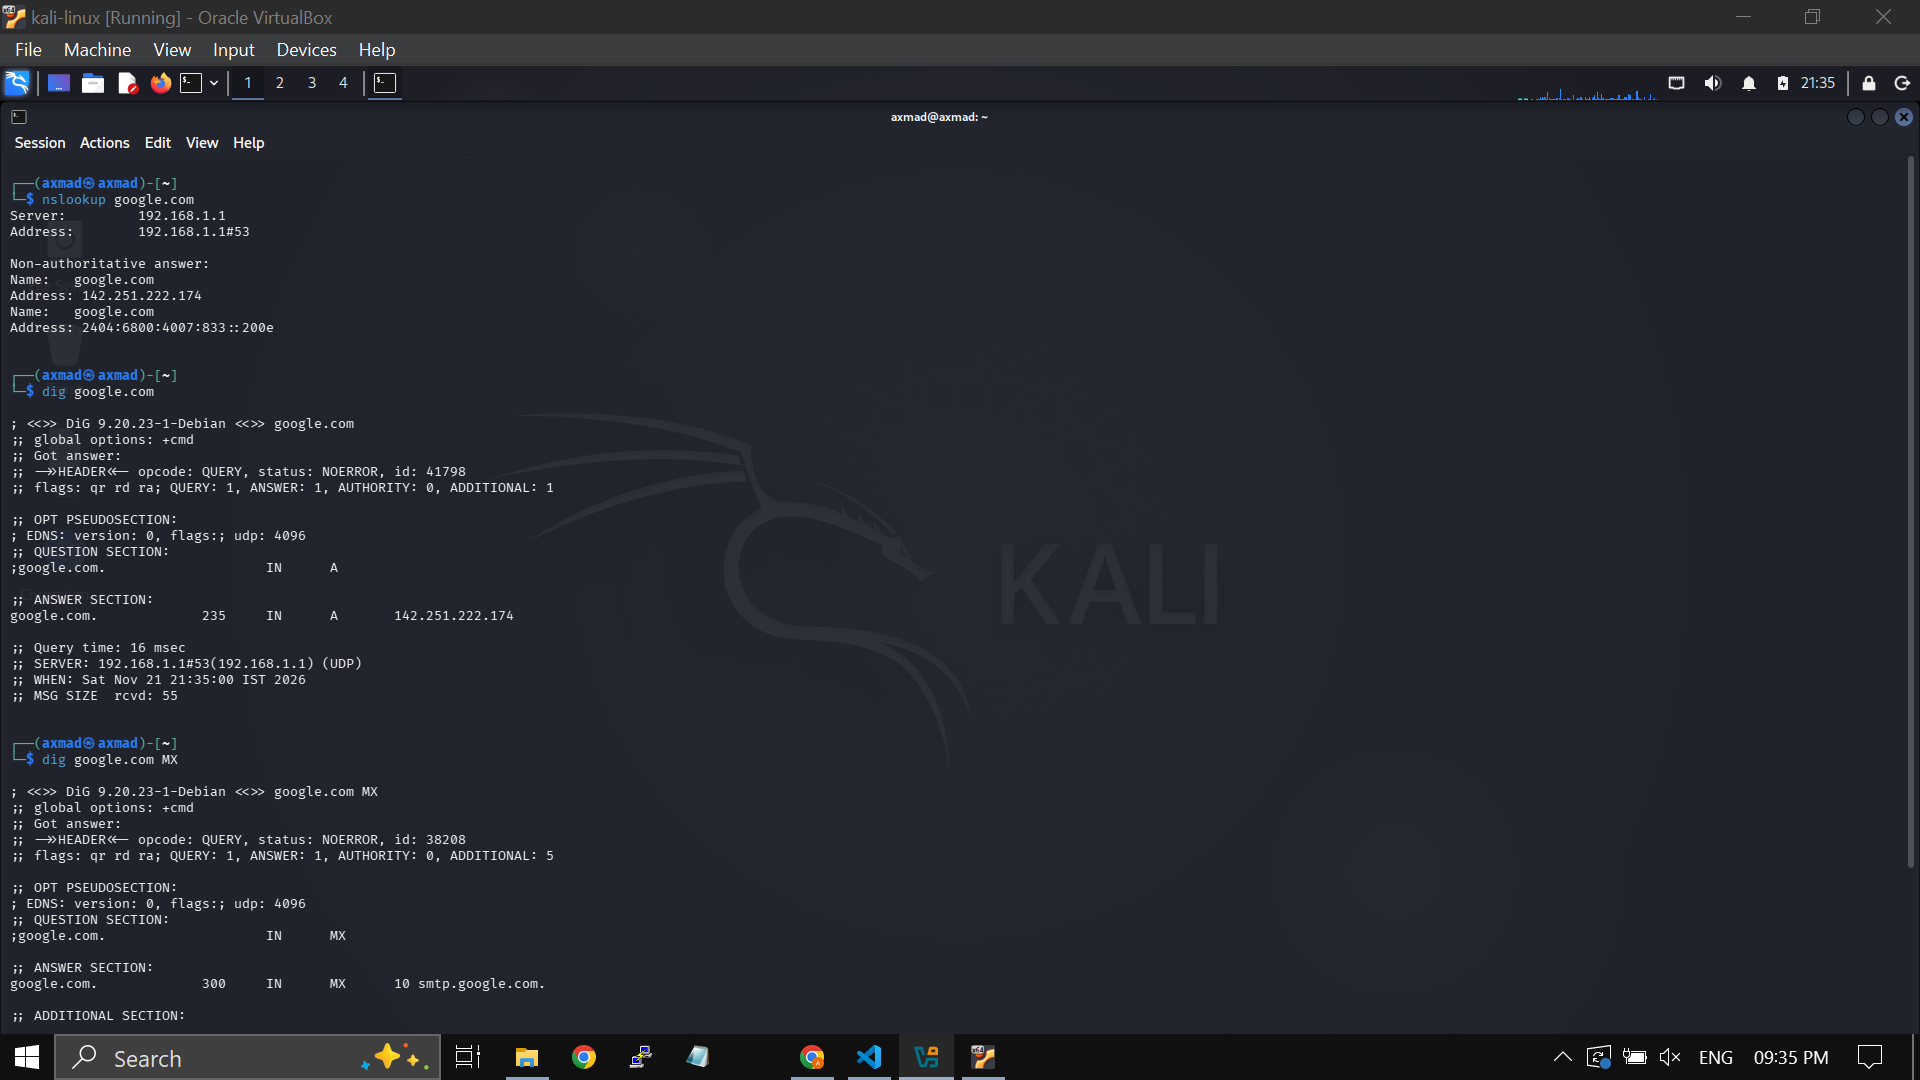 kali-linux [Running] - Oracle VirtualBox
File Machine View Input Devices Help
1 2 3 4 21:35
axmad@axmad: ~
Session Actions Edit View Help
┌──(axmad㉿axmad)-[~]
└─$ nslookup google.com
Server:		192.168.1.1
Address:	192.168.1.1#53
Non-authoritative answer:
Name:	google.com
Address: 142.251.222.174
Name:	google.com
Address: 2404:6800:4007:833::200e
┌──(axmad㉿axmad)-[~]
└─$ dig google.com
; <<>> DiG 9.20.23-1-Debian <<>> google.com
;; global options: +cmd
;; Got answer:
;; ->>HEADER<<- opcode: QUERY, status: NOERROR, id: 41798
;; flags: qr rd ra; QUERY: 1, ANSWER: 1, AUTHORITY: 0, ADDITIONAL: 1
;; OPT PSEUDOSECTION:
; EDNS: version: 0, flags:; udp: 4096
;; QUESTION SECTION:
;google.com.			IN	A
;; ANSWER SECTION:
google.com.		235	IN	A	142.251.222.174
;; Query time: 16 msec
;; SERVER: 192.168.1.1#53(192.168.1.1) (UDP)
;; WHEN: Sat Nov 21 21:35:00 IST 2026
;; MSG SIZE  rcvd: 55
┌──(axmad㉿axmad)-[~]
└─$ dig google.com MX
; <<>> DiG 9.20.23-1-Debian <<>> google.com MX
;; global options: +cmd
;; Got answer:
;; ->>HEADER<<- opcode: QUERY, status: NOERROR, id: 38208
;; flags: qr rd ra; QUERY: 1, ANSWER: 1, AUTHORITY: 0, ADDITIONAL: 5
;; OPT PSEUDOSECTION:
; EDNS: version: 0, flags:; udp: 4096
;; QUESTION SECTION:
;google.com.			IN	MX
;; ANSWER SECTION:
google.com.		300	IN	MX	10 smtp.google.com.
;; ADDITIONAL SECTION:
KALI
Search ENG 09:35 PM